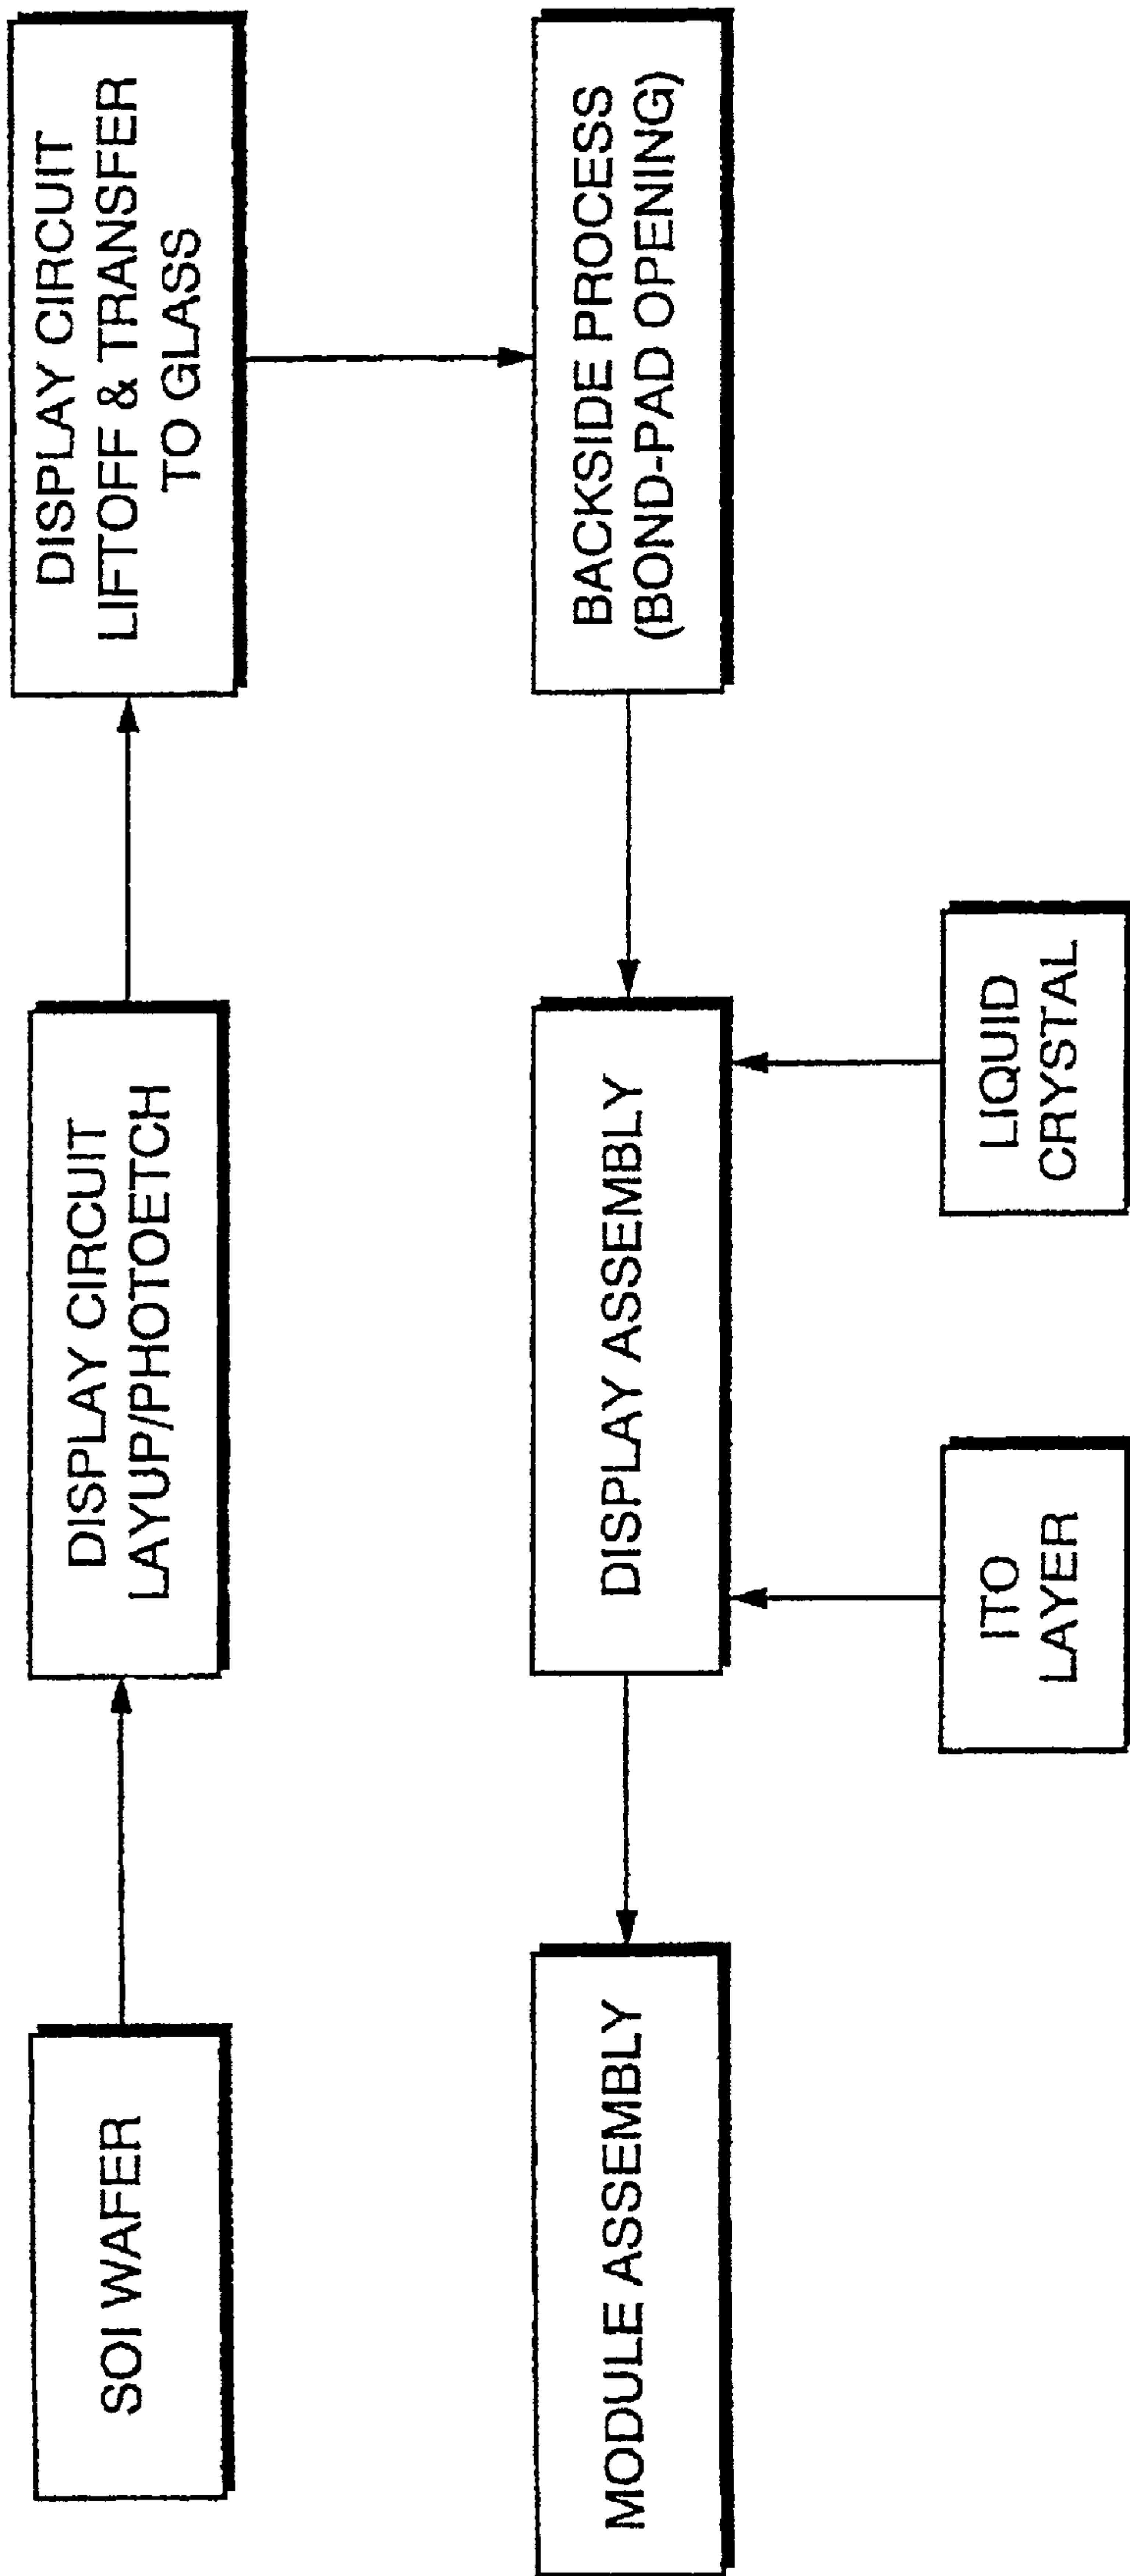 SOI WAFER
DISPLAY CIRCUIT
LAYUP/PHOTOETCH
DISPLAY CIRCUIT
LIFTOFF & TRANSFER
TO GLASS
BACKSIDE PROCESS
(BOND-PAD OPENING)
DISPLAY ASSEMBLY
MODULE ASSEMBLY
ITO
LAYER
LIQUID
CRYSTAL